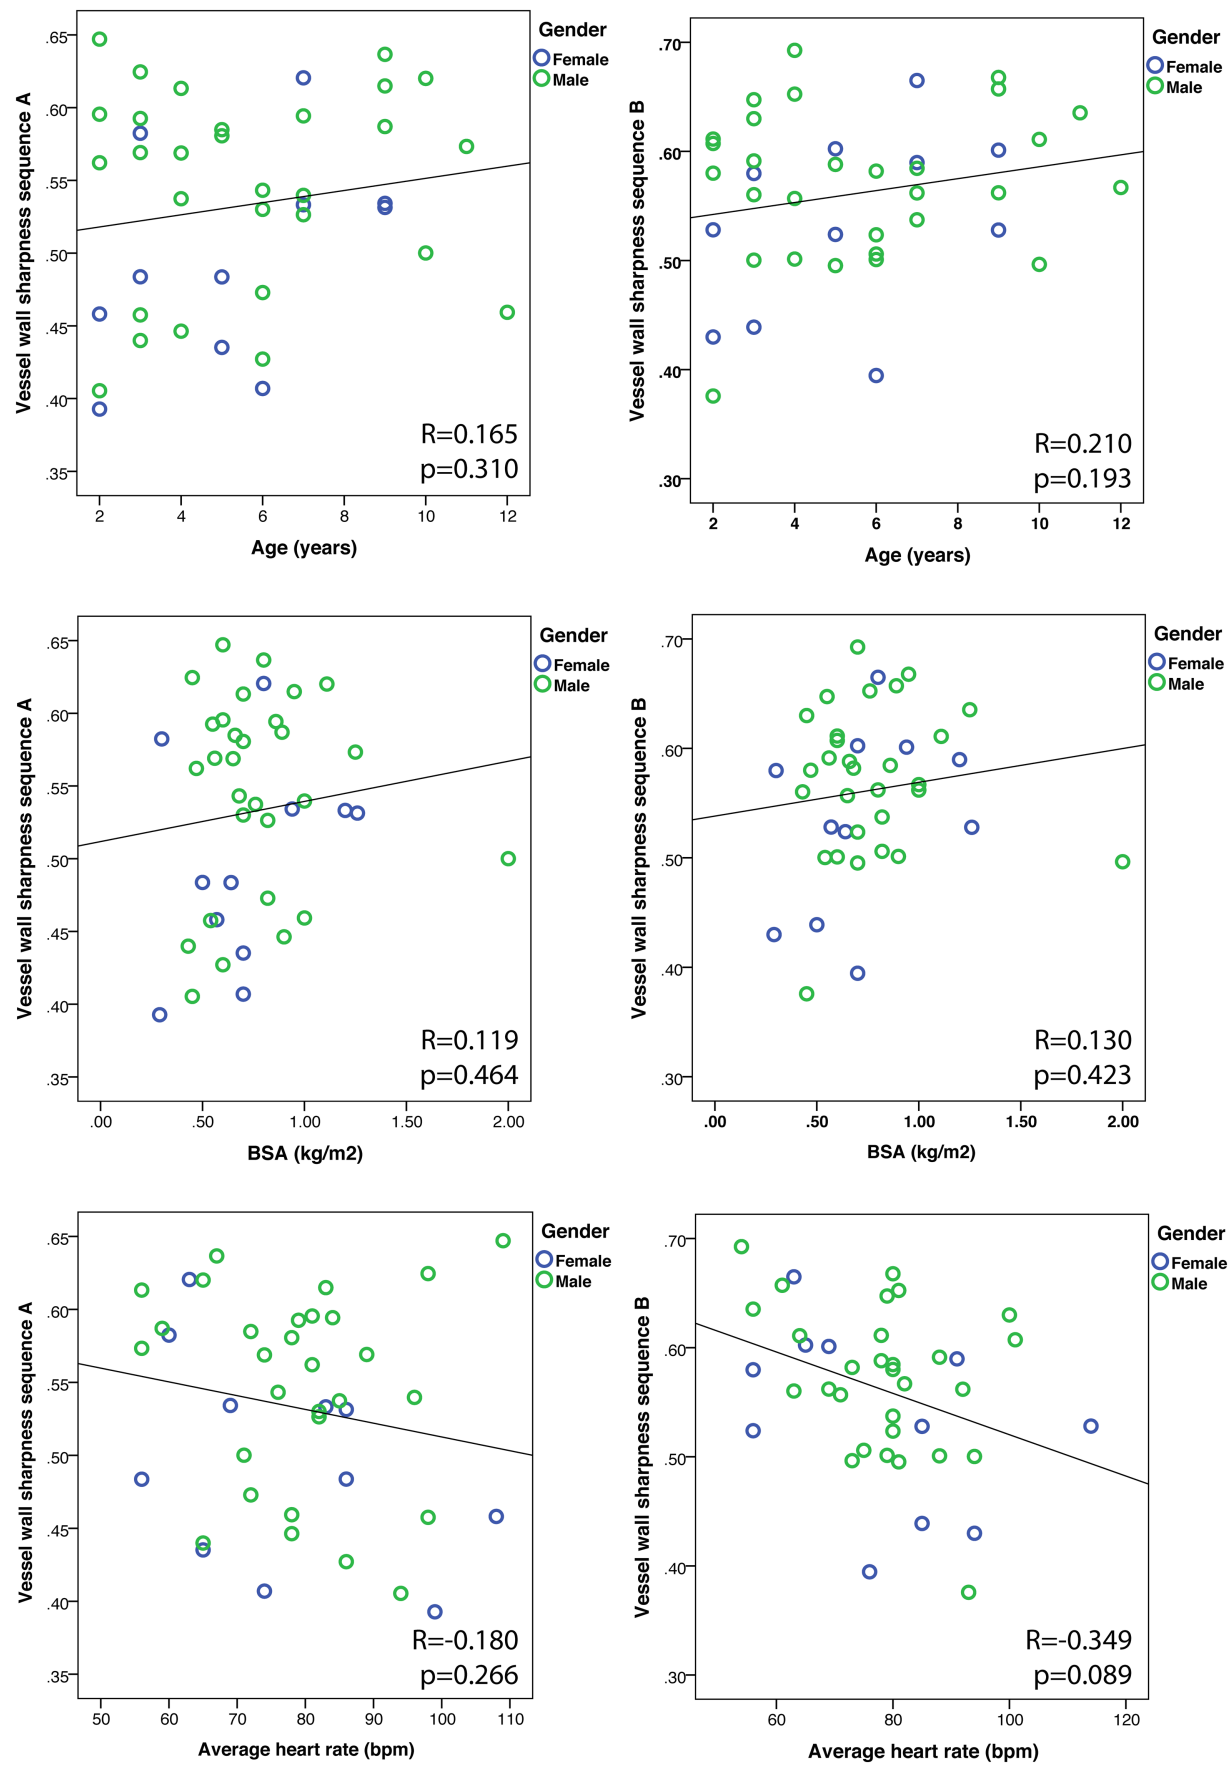 Vessel wall sharpness sequence A
.65
.60
.55
.50
.45
.40
.35
2 4 6 8 10 12
Age (years)
Gender
Female
Male
R=0.165
p=0.310
Vessel wall sharpness sequence B
.70
.60
.50
.40
.30
2 4 6 8 10 12
Age (years)
Gender
Female
Male
R=0.210
p=0.193
Vessel wall sharpness sequence A
.65
.60
.55
.50
.45
.40
.35
.00 .50 1.00 1.50 2.00
BSA (kg/m2)
Gender
Female
Male
R=0.119
p=0.464
Vessel wall sharpness sequence B
.70
.60
.50
.40
.30
.00 .50 1.00 1.50 2.00
BSA (kg/m2)
Gender
Female
Male
R=0.130
p=0.423
Vessel wall sharpness sequence A
.65
.60
.55
.50
.45
.40
.35
50 60 70 80 90 100 110
Average heart rate (bpm)
Gender
Female
Male
R=-0.180
p=0.266
Vessel wall sharpness sequence B
.70
.60
.50
.40
.30
60 80 100 120
Average heart rate (bpm)
Gender
Female
Male
R=-0.349
p=0.089